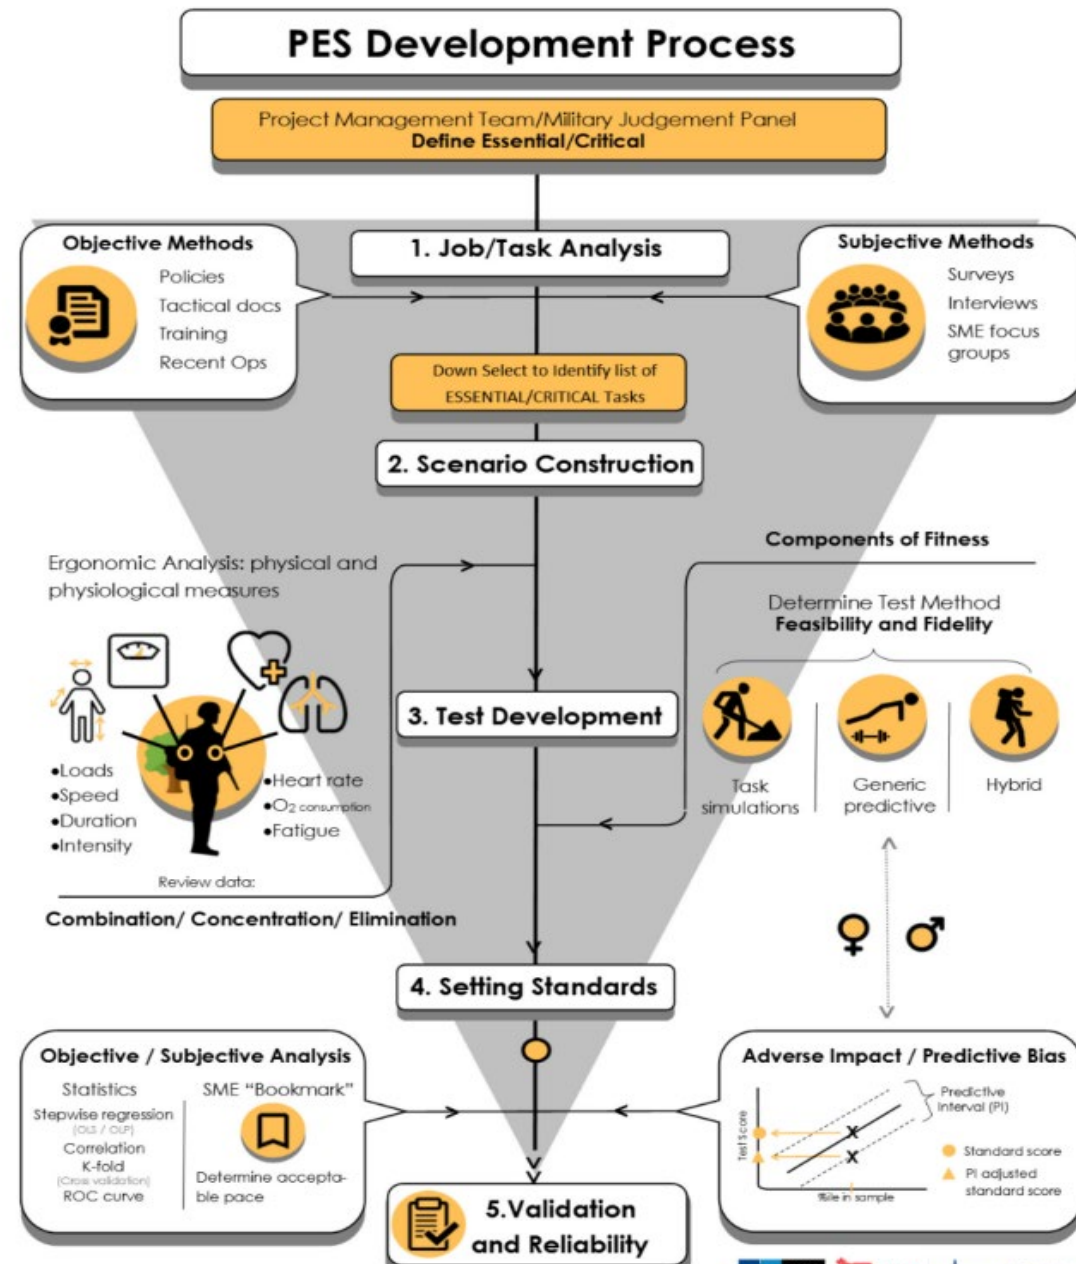 PES Development Process
Project Management Team/Military Judgement Panel
Define Essential/Critical
Objective Methods
Policies
Tactical docs
Training
Recent Ops
1. Job/Task Analysis
Subjective Methods
Surveys
Interviews
SME focus
groups
Down Select to Identify list of
ESSENTIAL/CRITICAL Tasks
2. Scenario Construction
Ergonomic Analysis: physical and
physiological measures
•Loads
•Speed
•Duration
•Intensity
•Heart rate
•O2 consumption
•Fatigue
Review data:
Combination/ Concentration/ Elimination
Components of Fitness
Determine Test Method
Feasibility and Fidelity
Task
simulations
Generic
predictive
Hybrid
3. Test Development
4. Setting Standards
Objective / Subjective Analysis
Statistics
Stepwise regression
(OLS / OLP)
Correlation
K-fold
(Cross validation)
ROC curve
SME “Bookmark”
Determine accepta-
ble pace
Adverse Impact / Predictive Bias
Test Score
%ile in sample
X
X
Predictive
Interval (PI)
Standard score
PI adjusted
standard score
5.Validation
and Reliability